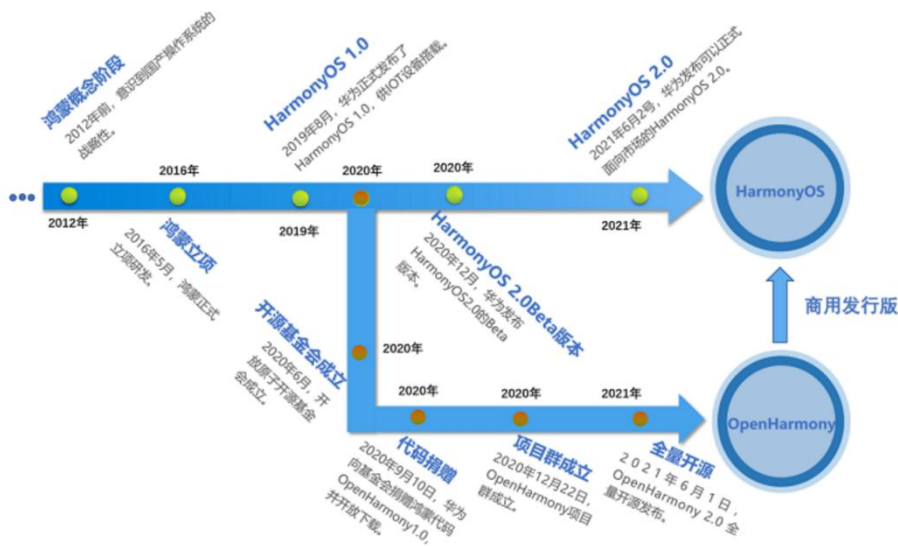 鸿蒙概念阶段
2012年前，意识到国产操作系统的
战略性。
HarmonyOS 1.0
2019年8月，华为正式发布了
HarmonyOS 1.0，供IOT设备搭载。
HarmonyOS 2.0
2021年6月2号，华为发布可以正式
面向市场的HarmonyOS 2.0。
2016年
2020年
2020年
2012年
2019年
2021年
HarmonyOS
鸿蒙立项
2016年5月，鸿蒙正式
立项研发。
HarmonyOS 2.0Beta版本
2020年12月，华为发布
HarmonyOS2.0的Beta
版本。
商用发行版
开源基金会成立
2020年6月，开
放原子开源基金
会成立。
2020年
2020年
2020年
2021年
OpenHarmony
代码捐赠
2020年9月10日，华为
向基金会捐赠鸿蒙代码
OpenHarmony1.0，
并开放下载。
项目群成立
2020年12月22日，
OpenHarmony项目
群成立。
全量开源
2021年6月1日，
OpenHarmony 2.0 全
量开源发布。